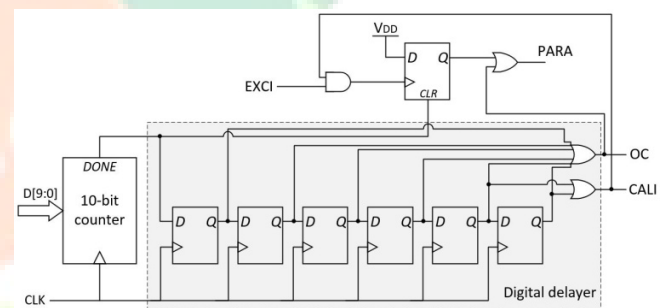 VDD
D Q
CLR
EXCI
PARA
DONE
D[9:0]
10-bit
counter
D Q D Q D Q D Q D Q D Q
OC
CALI
CLK
Digital delayer